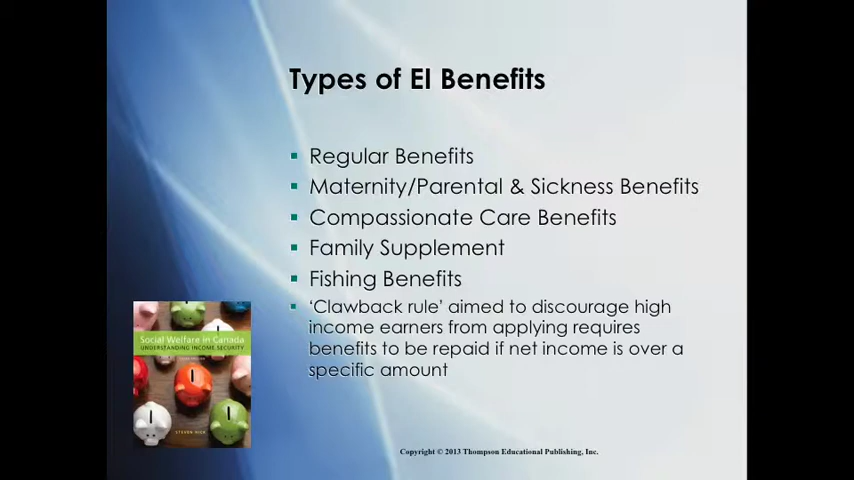 Types of EI Benefits
▪ Regular Benefits
▪ Maternity/Parental & Sickness Benefits
▪ Compassionate Care Benefits
▪ Family Supplement
▪ Fishing Benefits
▪ ‘Clawback rule’ aimed to discourage high
income earners from applying requires
benefits to be repaid if net income is over a
specific amount
Social Welfare in Canada
UNDERSTANDING INCOME SECURITY
STEVEN HICK
Copyright © 2013 Thompson Educational Publishing, Inc.